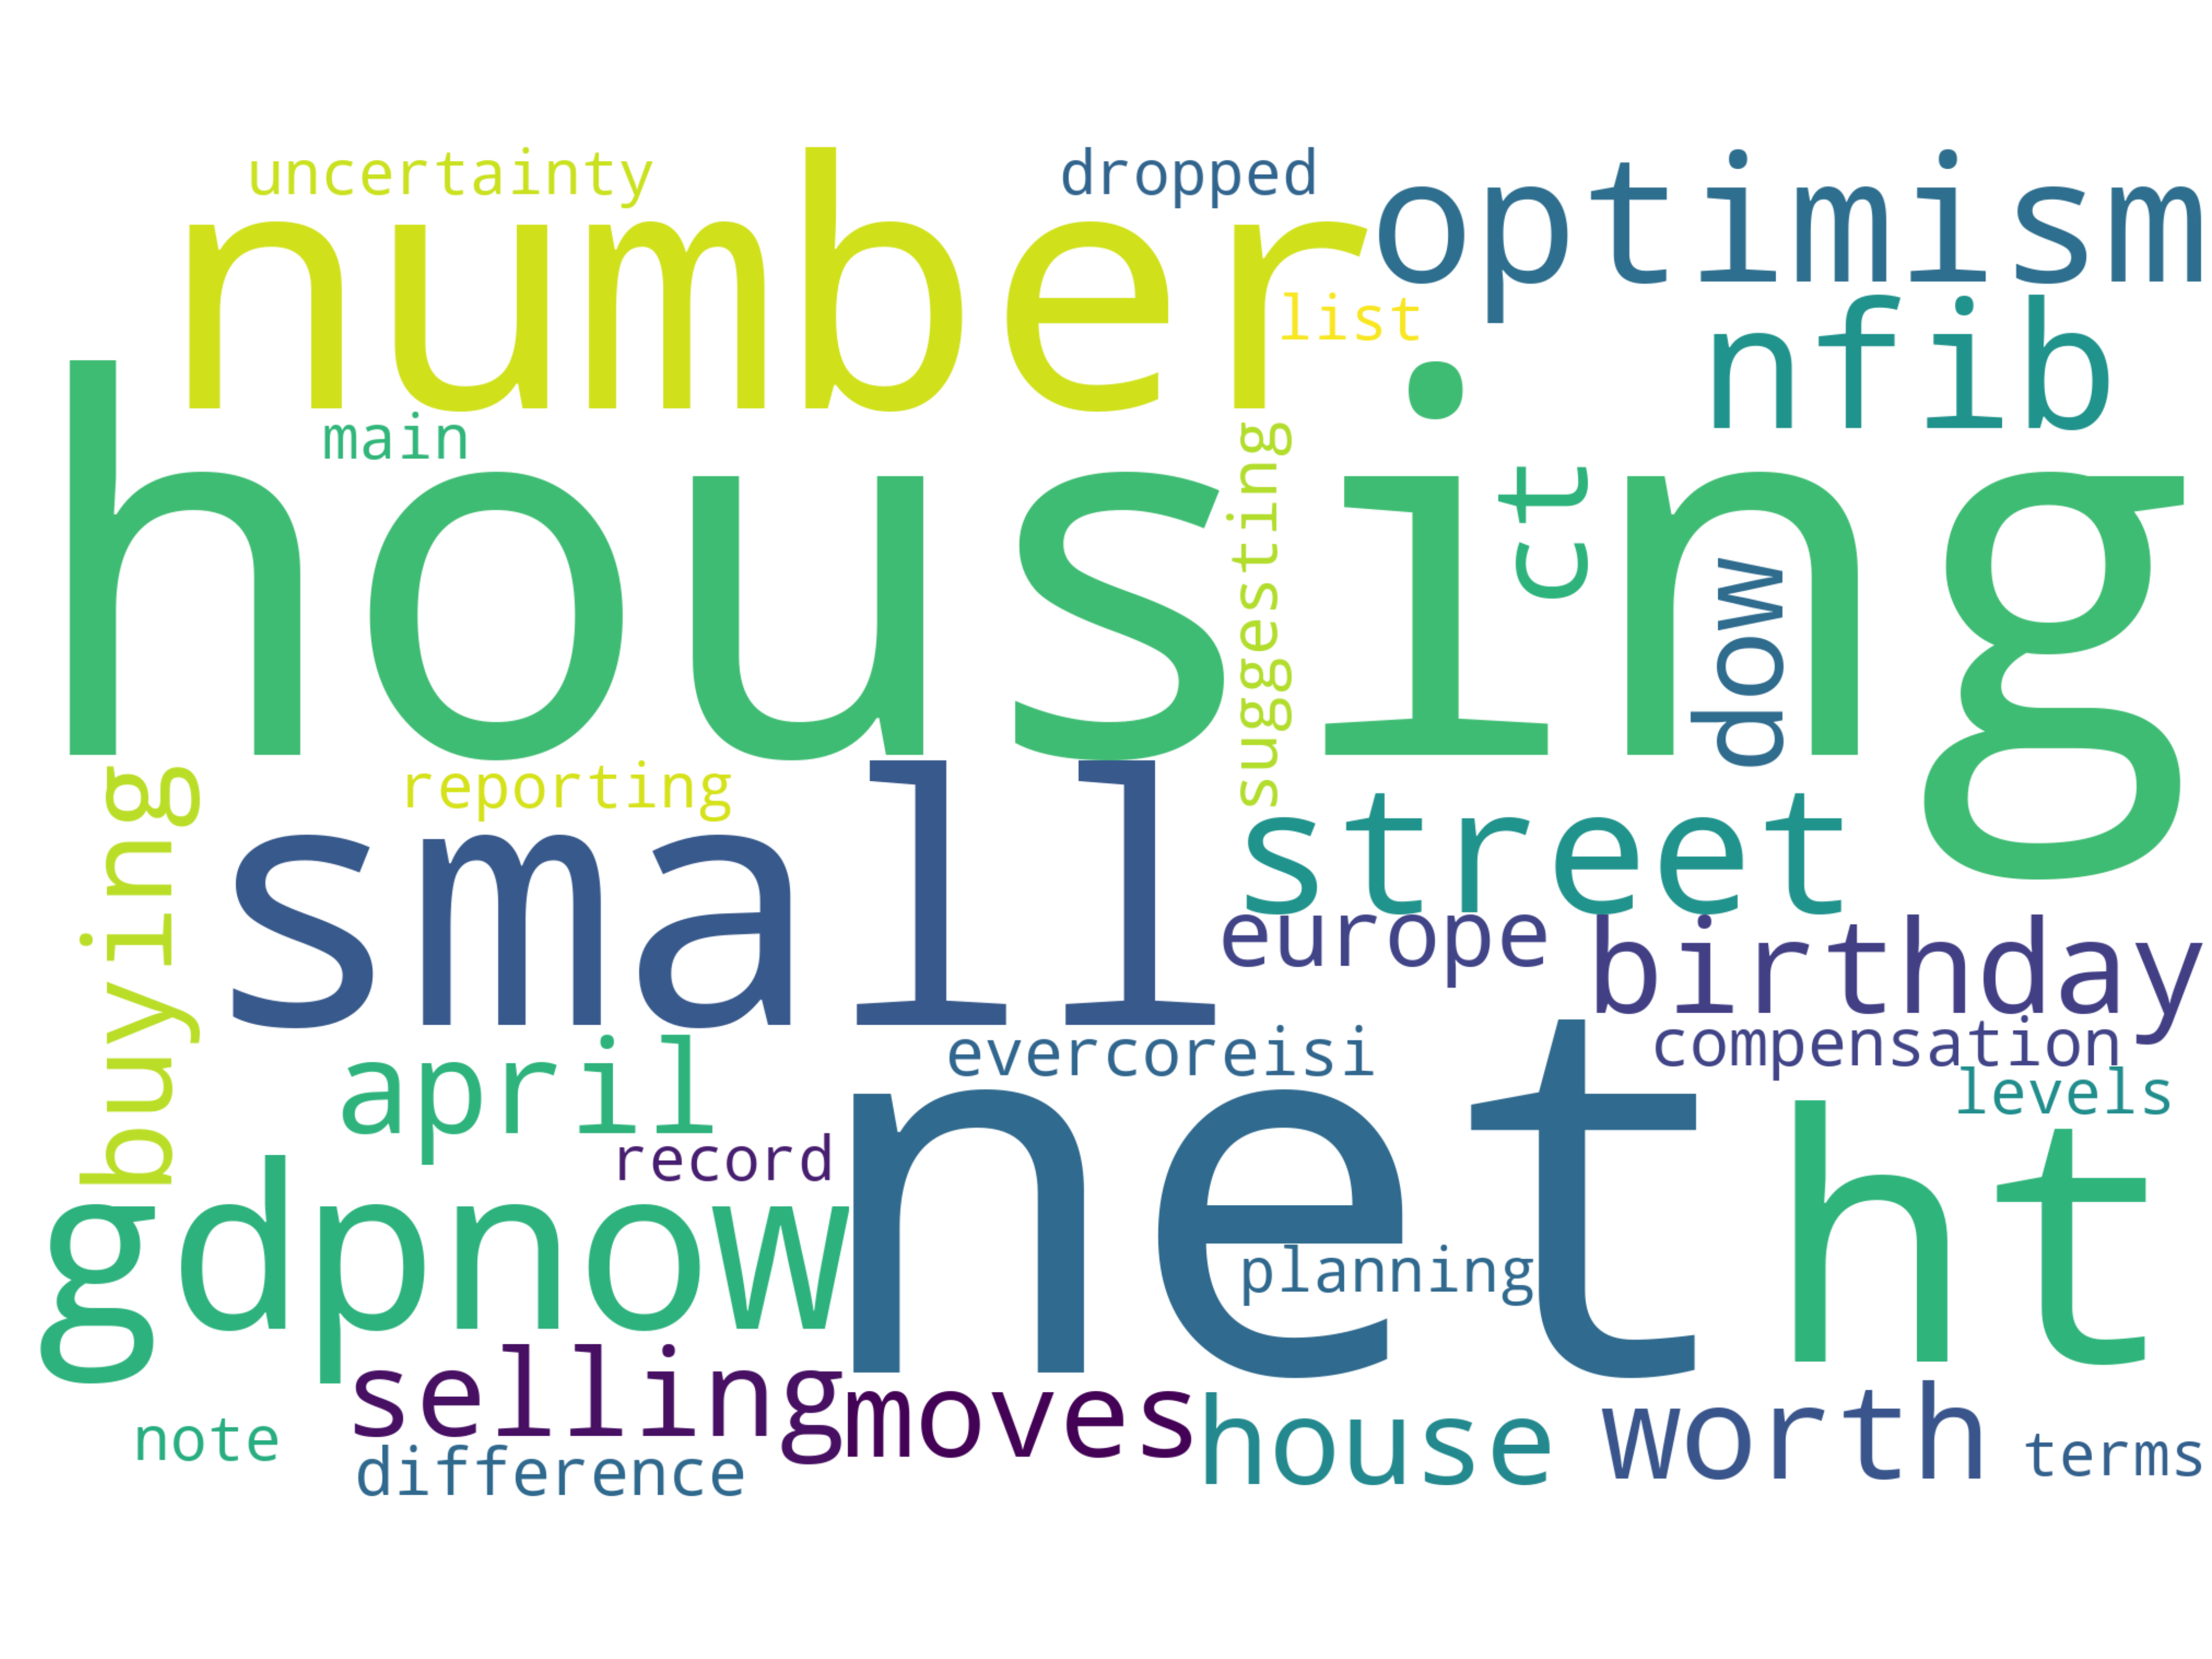 uncertainty
dropped
optimism
number
list
nfib
main
housing
suggesting
ct
dow
reporting
buying
small
street
europe
birthday
evercoreisi
compensation
april
levels
record
net
ht
gdpnow
planning
selling
moves
house
worth
note
difference
terms